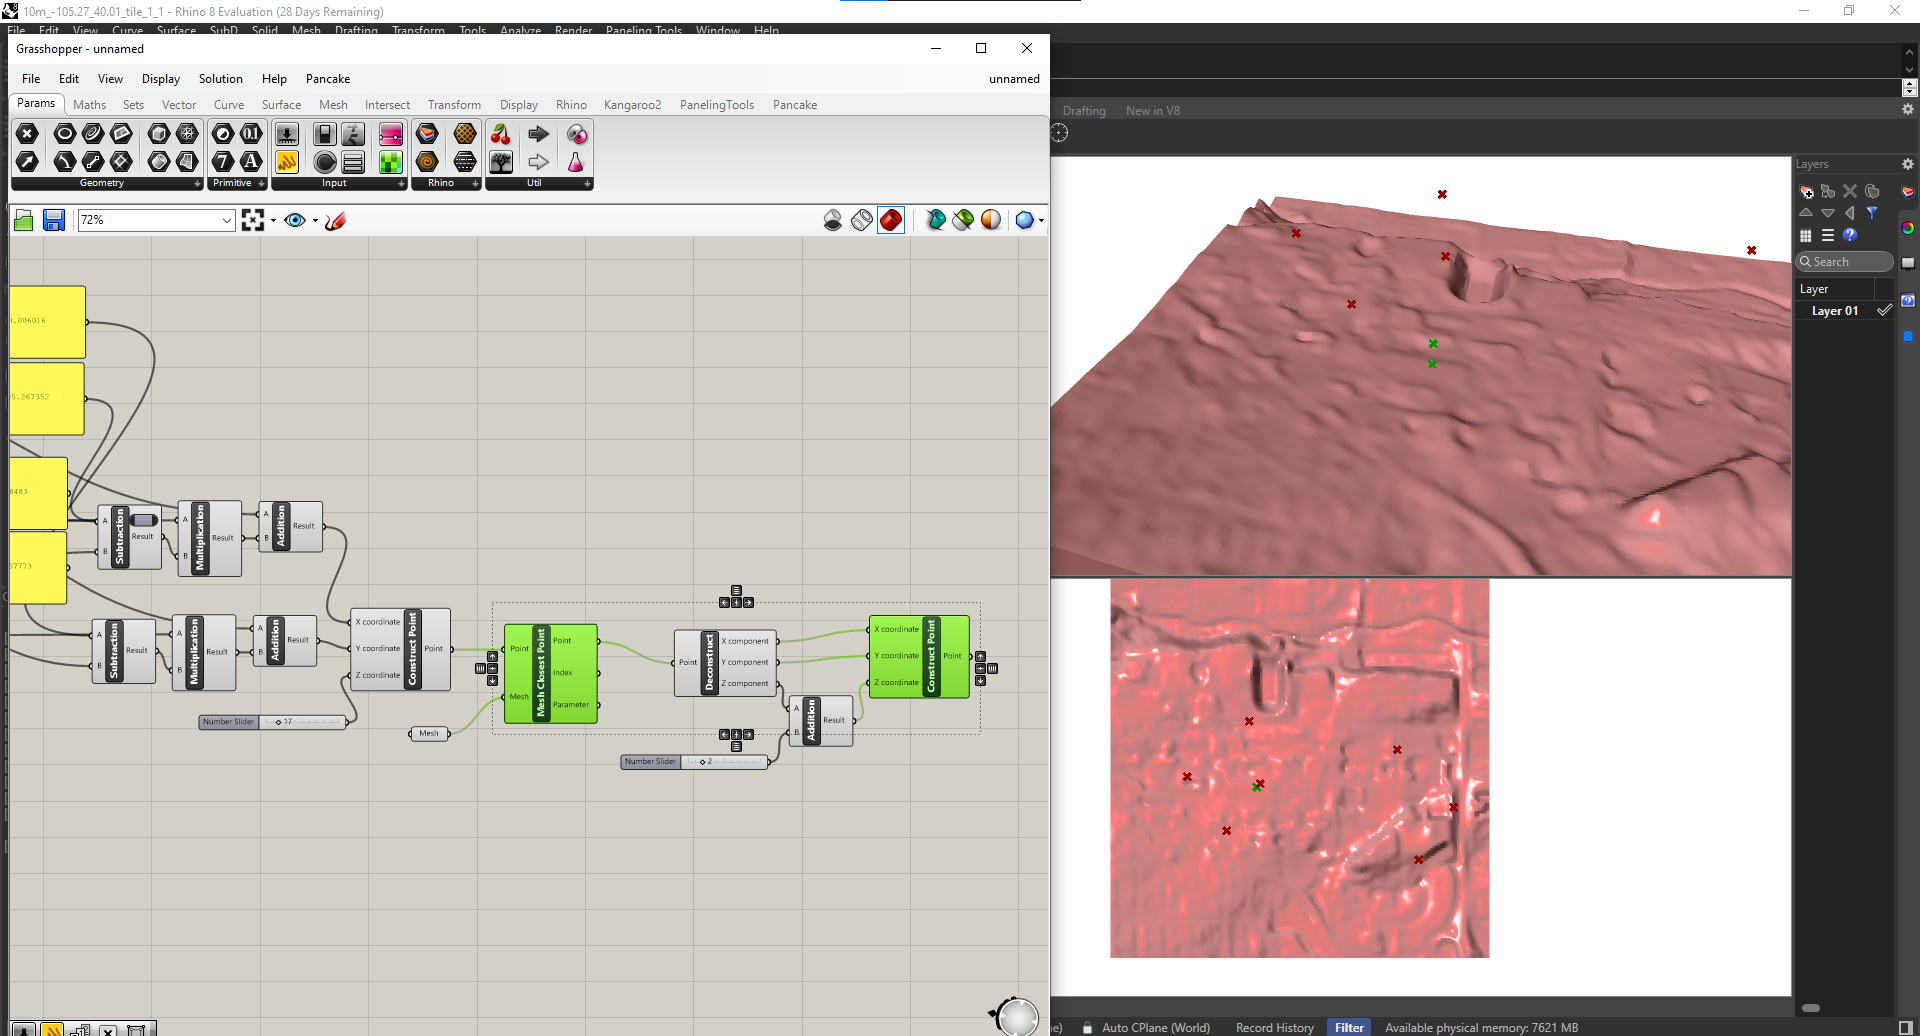 10m_-105.27_40.01_tile_1_1 - Rhino 8 Evaluation (28 Days Remaining)
File Edit View Curve Surface SubD Solid Mesh Drafting Transform Tools Analyze Render Paneling Tools Window Help
Grasshopper - unnamed
File Edit View Display Solution Help Pancake unnamed
Params Maths Sets Vector Curve Surface Mesh Intersect Transform Display Rhino Kangaroo2 PanelingTools Pancake
Geometry Primitive Input Rhino Util
72%
Drafting New in V8
Layers
Search
Layer
Layer 01
.006016
5.267352
8483
57773
A B Subtraction Result
A B Multiplication Result
A B Addition Result
A B Subtraction Result
A B Multiplication Result
A B Addition Result
X coordinate
Y coordinate
Z coordinate
Construct Point
Point
Number Slider 17
Mesh
Point
Mesh
Mesh Closest Point
Point
Index
Parameter
Point
Deconstruct
X component
Y component
Z component
A B Addition Result
Number Slider 2
X coordinate
Y coordinate
Z coordinate
Construct Point
Point
Auto CPlane (World) Record History Filter Available physical memory: 7621 MB